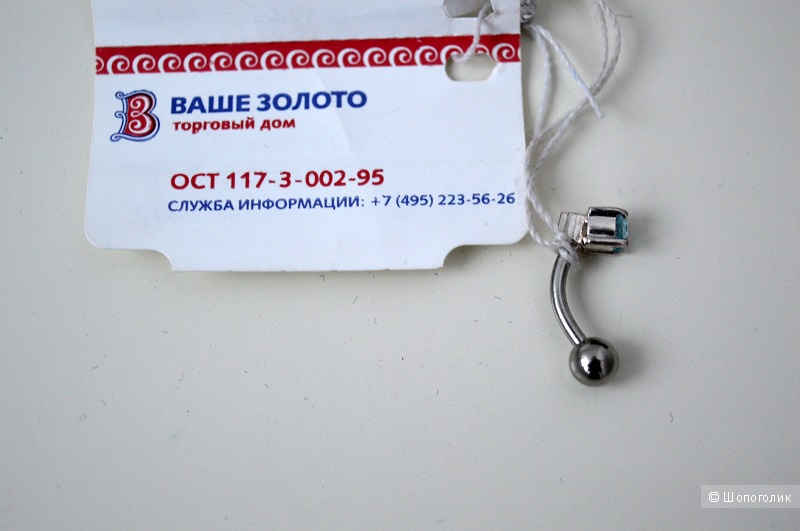 В
ВАШЕ ЗОЛОТО
торговый дом
ОСТ 117-3-002-95
СЛУЖБА ИНФОРМАЦИИ: +7 (495) 223-56-26
© Шопоголик